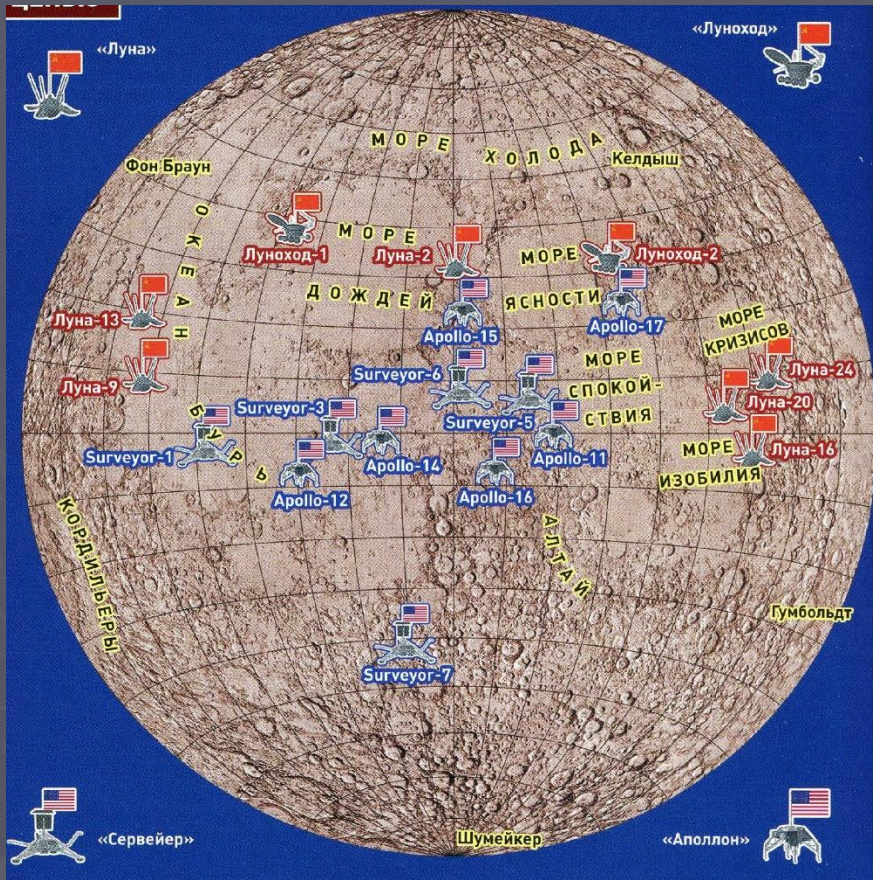 «Луна»
«Луноход»
МОРЕ ХОЛОДА
Фон Браун
Келдыш
ОКЕАН
БУРЬ
Луноход-1
МОРЕ
ДОЖДЕЙ
Луна-2
МОРЕ
ЯСНОСТИ
Луноход-2
Apollo-15
Apollo-17
Луна-13
МОРЕ
КРИЗИСОВ
Луна-9
Surveyor-6
МОРЕ
СПОКОЙ-
СТВИЯ
Луна-24
Луна-20
Surveyor-3
Surveyor-5
Surveyor-1
Apollo-14
Apollo-11
МОРЕ
ИЗОБИЛИЯ
Луна-16
Apollo-12
Apollo-16
КОРДИЛЬЕРЫ
АЛТАЙ
Гумбольдт
Surveyor-7
«Сервейер»
Шумейкер
«Аполлон»